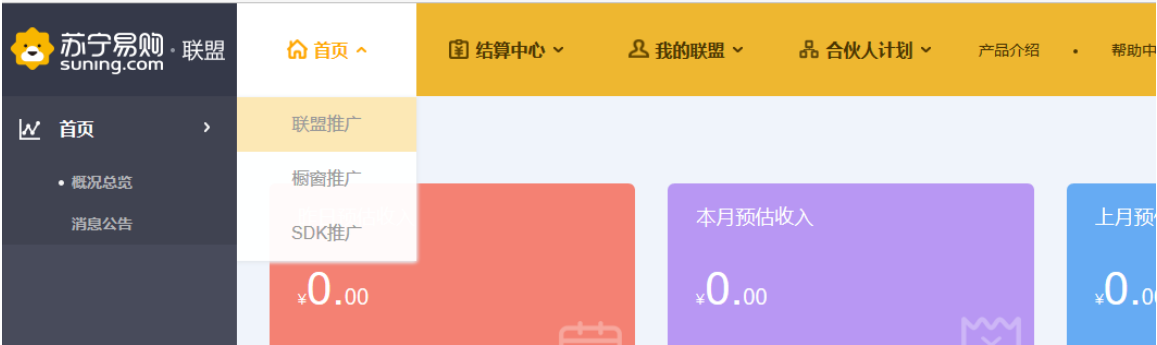 苏宁易购·联盟
suning.com
首页
结算中心
我的联盟
合伙人计划
产品介绍
·
帮助中
首页
概况总览
消息公告
联盟推广
橱窗推广
SDK推广
¥0.00
本月预估收入
¥0.00
上月预
¥0.0